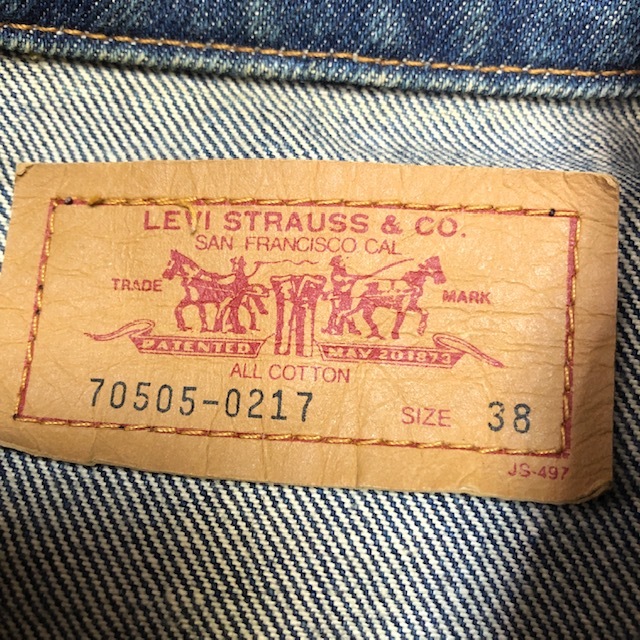 LEVI STRAUSS & CO.
SAN FRANCISCO CAL
TRADE MARK
PATENTED MAY 20 1873
ALL COTTON
70505-0217 SIZE 38
JS-497